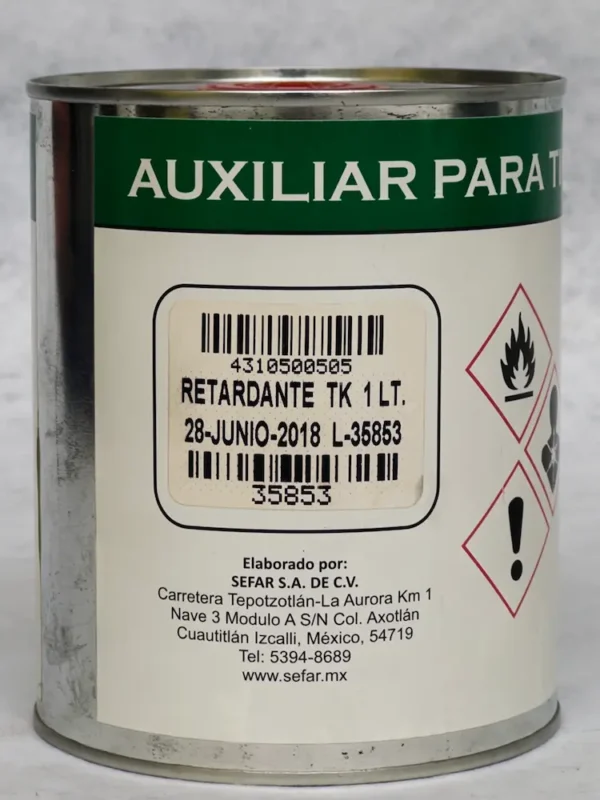 AUXILIAR PARA
4310500505
RETARDANTE TK 1 LT.
28-JUNIO-2018 L-35853
35853
Elaborado por:
SEFAR S.A. DE C.V.
Carretera Tepotzotlán-La Aurora Km 1
Nave 3 Modulo A S/N Col. Axotlán
Cuautitlán Izcalli, México, 54719
Tel: 5394-8689
www.sefar.mx